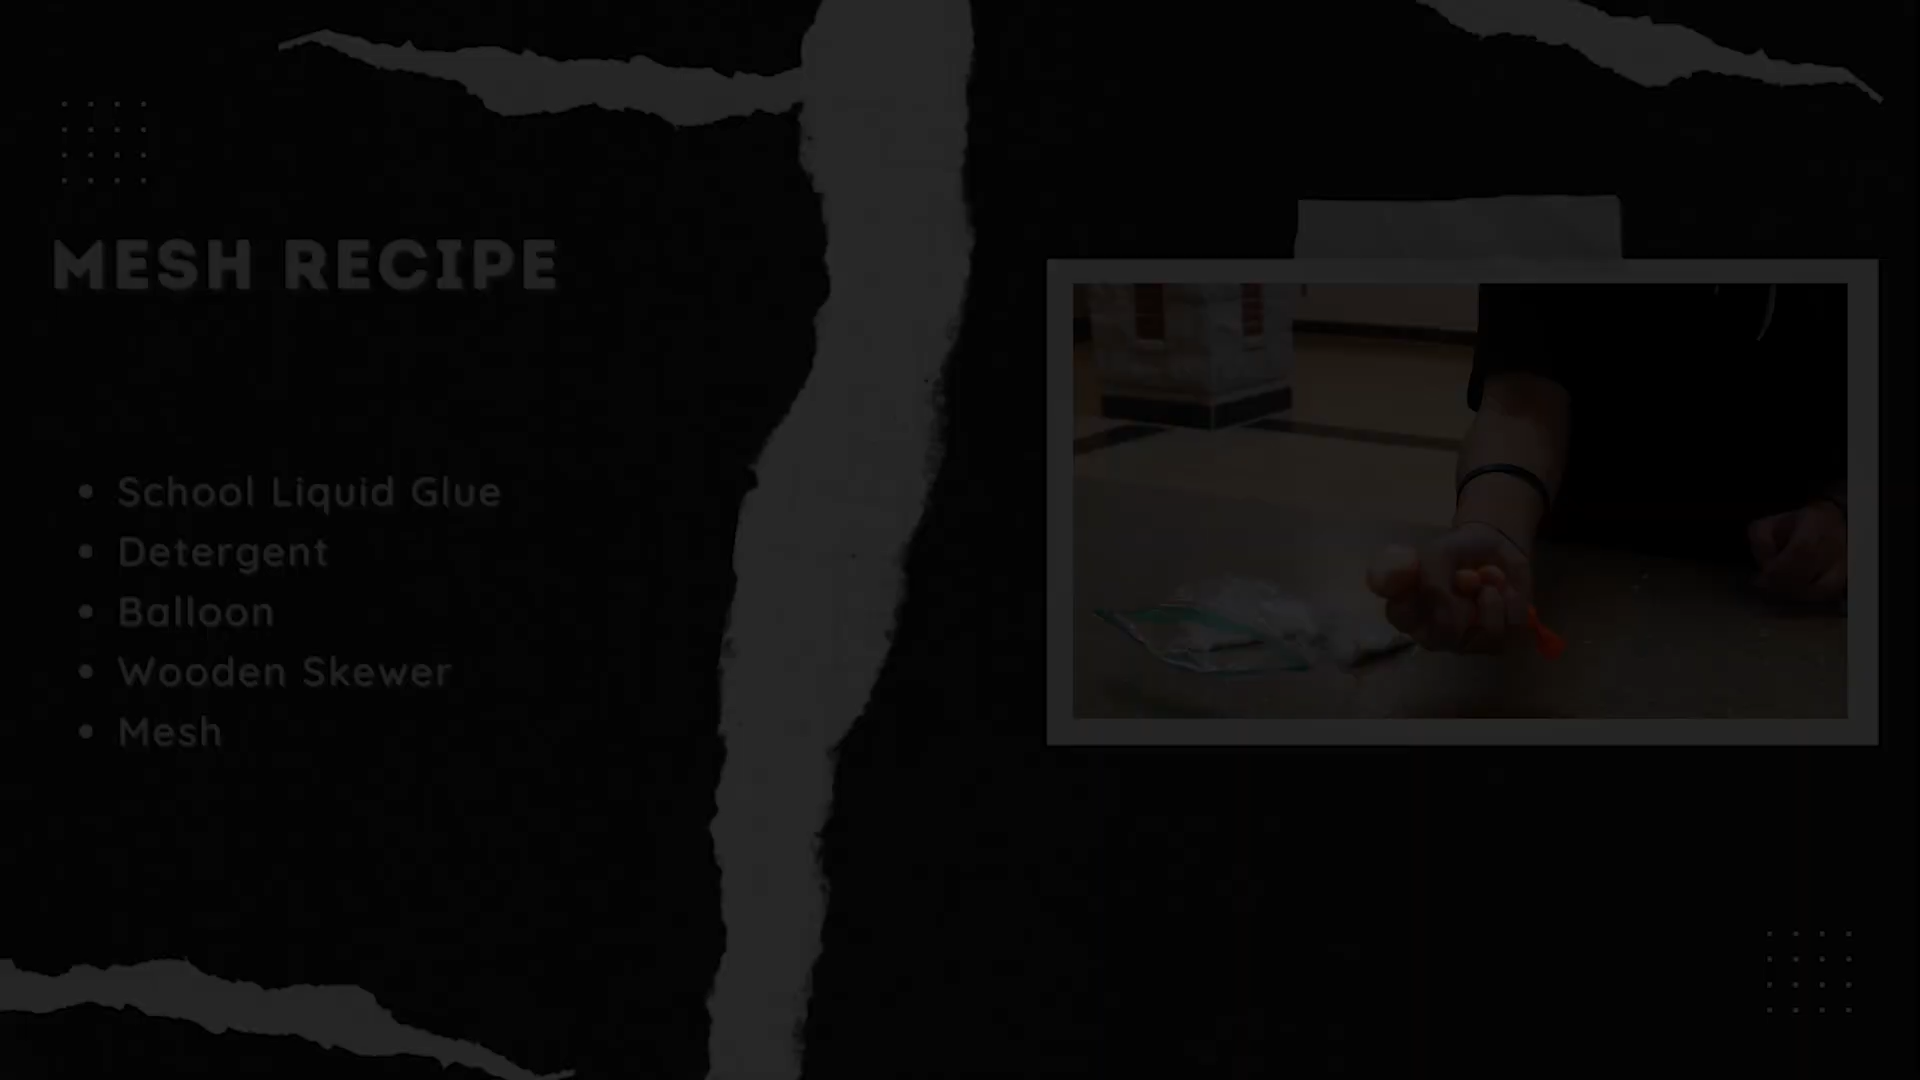 MESH RECIPE
School Liquid Glue
Detergent
Balloon
Wooden Skewer
Mesh